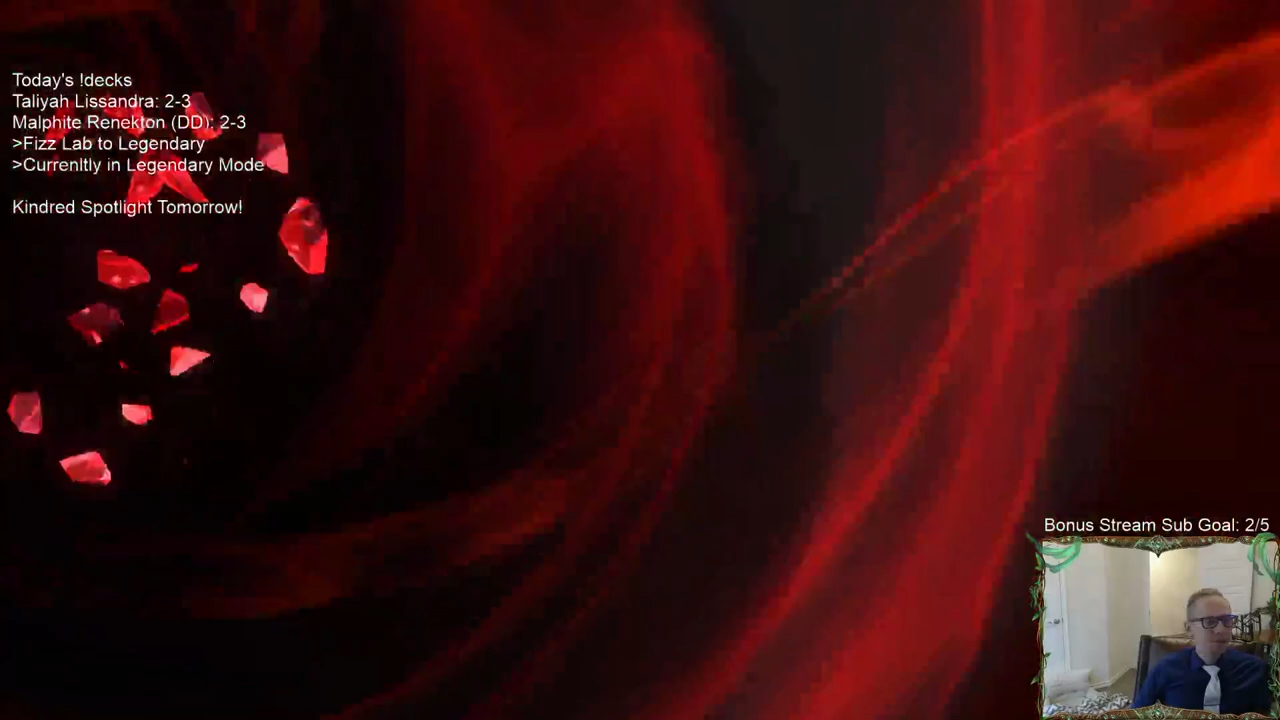 Today's !decks
Taliyah Lissandra: 2-3
Malphite Renekton (DD): 2-3
>Fizz Lab to Legendary
>Currenltly in Legendary Mode
Kindred Spotlight Tomorrow!
Bonus Stream Sub Goal: 2/5